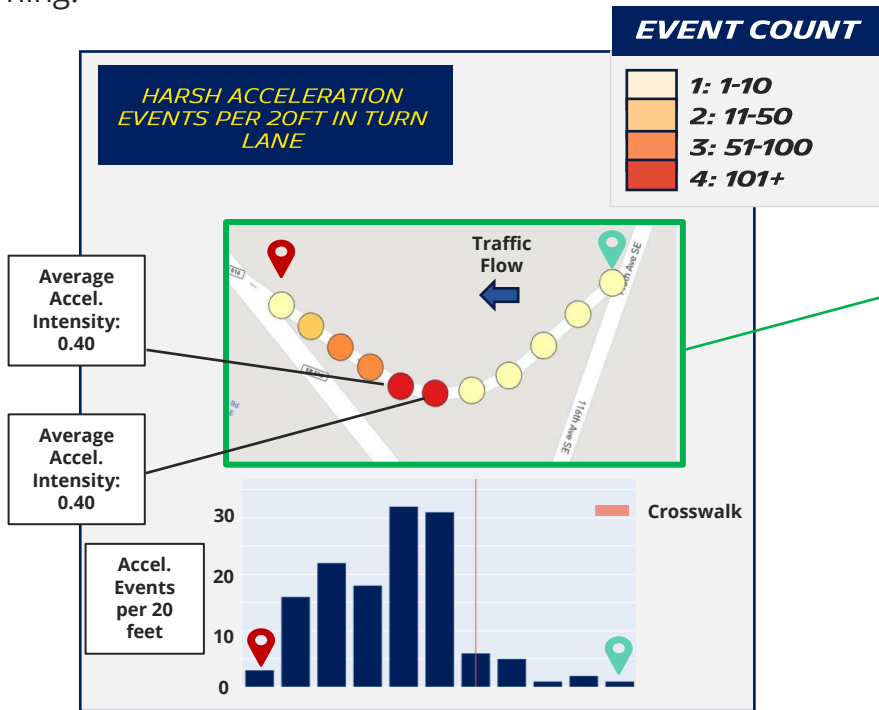 EVENT COUNT
1: 1-10
2: 11-50
3: 51-100
4: 101+
HARSH ACCELERATION
EVENTS PER 20FT IN TURN
LANE
Traffic
Flow
Average
Accel.
Intensity:
0.40
116th Ave SE
Average
Accel.
Intensity:
0.40
Crosswalk
30
20
10
0
Accel.
Events
per 20
feet